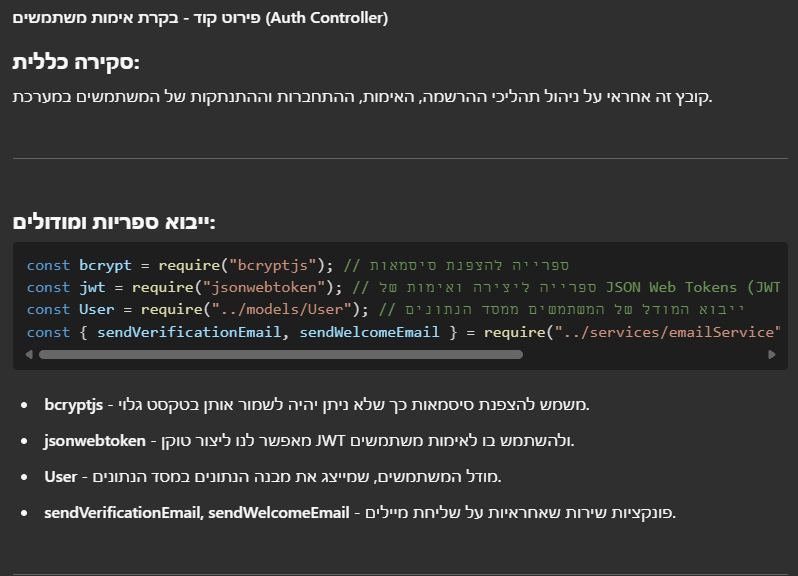 פירוט קוד - בקרת אימות משתמשים (Auth Controller)
סקירה כללית:
קובץ זה אחראי על ניהול תהליכי ההרשמה, האימות, ההתחברות וההתנתקות של המשתמשים במערכת.
ייבוא ספריות ומודולים:
const bcrypt = require("bcryptjs"); // ספרייה להצפנת סיסמאות
const jwt = require("jsonwebtoken"); // ספרייה ליצירה ואימות של JSON Web Tokens (JWT
const User = require("../models/User"); // ייבוא המודל של המשתמשים ממסד הנתונים
const { sendVerificationEmail, sendWelcomeEmail } = require("../services/emailService"
bcryptjs - משמש להצפנת סיסמאות כך שלא ניתן יהיה לשמור אותן בטקסט גלוי.
jsonwebtoken - מאפשר לנו ליצור טוקן JWT ולהשתמש בו לאימות משתמשים.
User - מודל המשתמשים, שמייצג את מבנה הנתונים במסד הנתונים.
sendVerificationEmail, sendWelcomeEmail - פונקציות שירות שאחראיות על שליחת מיילים.